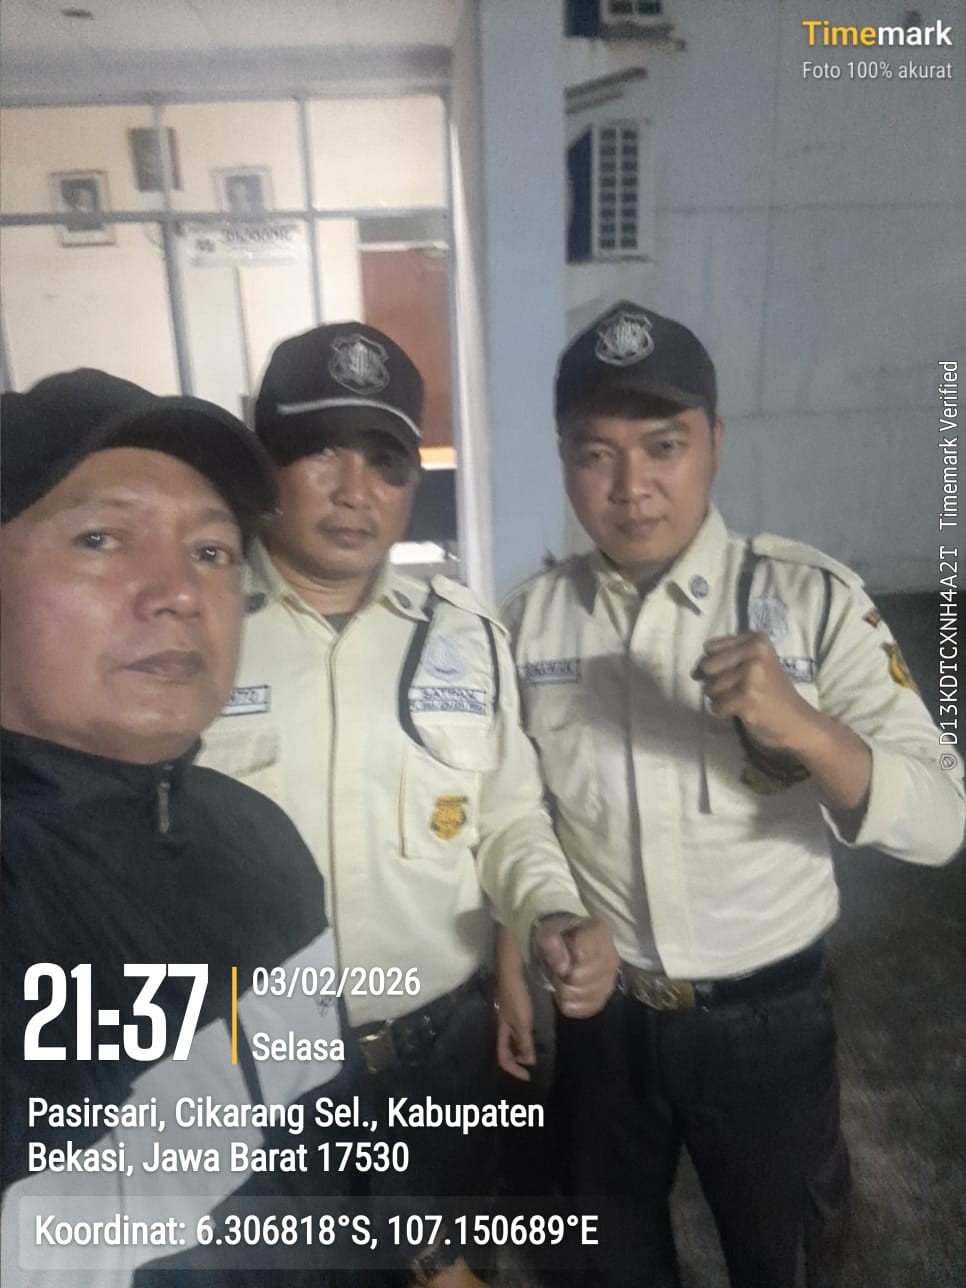 Timemark
Foto 100% akurat
SATPAM
21:37
03/02/2026
Selasa
Pasirsari, Cikarang Sel., Kabupaten
Bekasi, Jawa Barat 17530
Koordinat: 6.306818°S, 107.150689°E
D13KDTCXNH4A2T Timemark Verified